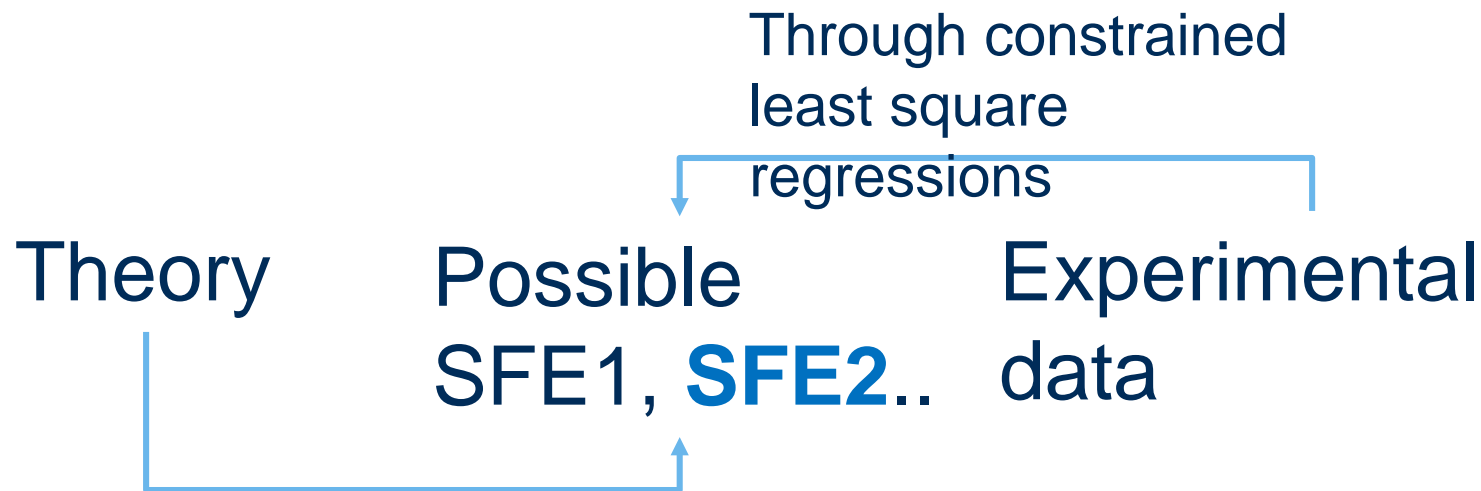 Through constrained
least square
regressions
Theory
Possible
SFE1, SFE2..
Experimental
data